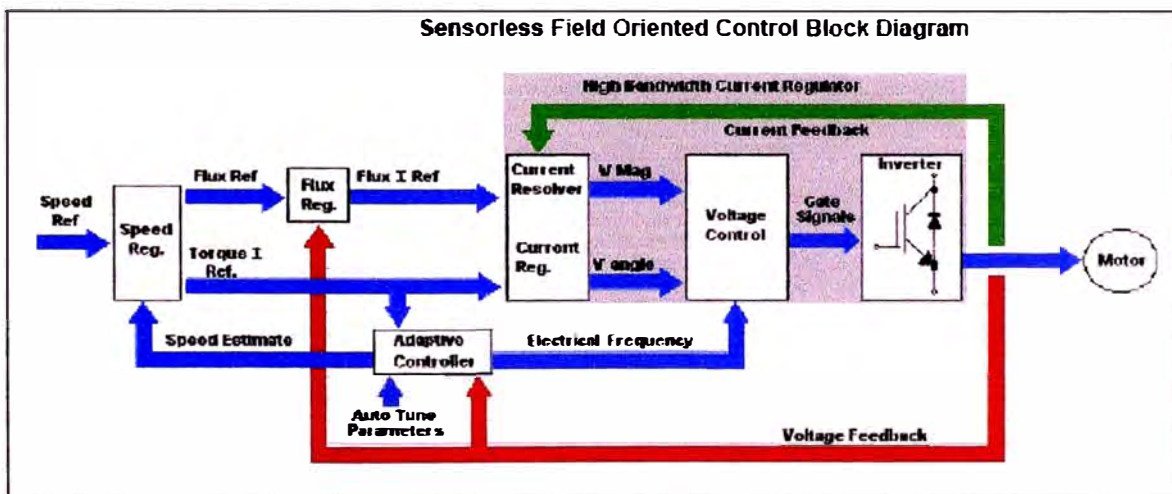 Sensorless Field Oriented Control Block Diagram
High Bandwidth Current Regulator
Current Feedback
Speed
Ref
Speed
Reg.
Flux Ref
Flux
Reg.
Flux I Ref
Torque I
Ref.
Current
Resolver
Current
Reg.
V Mag
V angle
Voltage
Control
Gate
Signals
Inverter
Motor
Speed Estimate
Adaptive
Controller
Electrical Frequency
Auto Tune
Parameters
Voltage Feedback